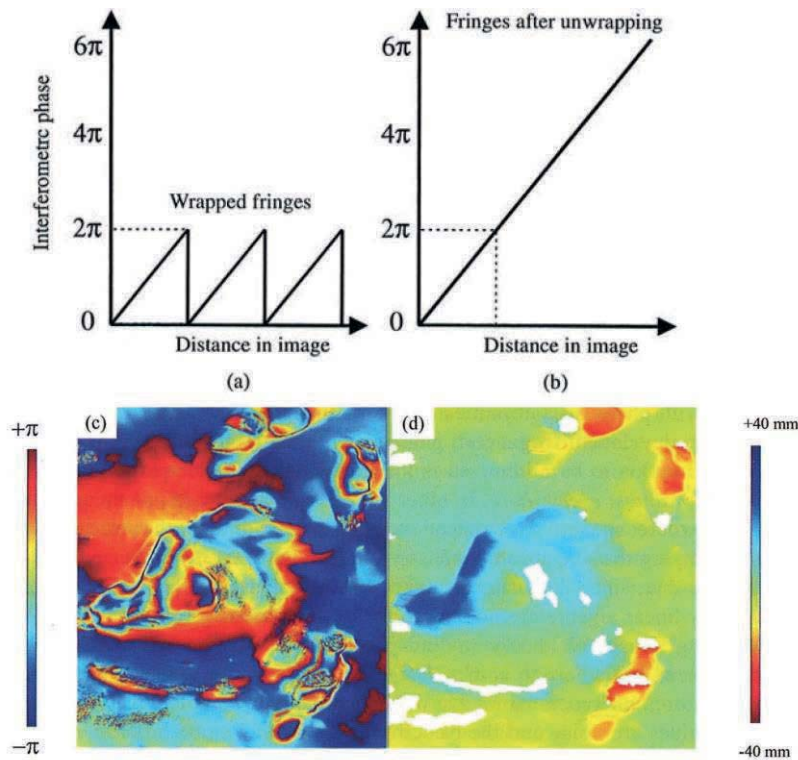 6π
4π
2π
0
Interferometrc phase
Wrapped fringes
Distance in image
(a)
6π
4π
2π
0
Fringes after unwrapping
Distance in image
(b)
(c)
+π
−π
(d)
+40 mm
-40 mm